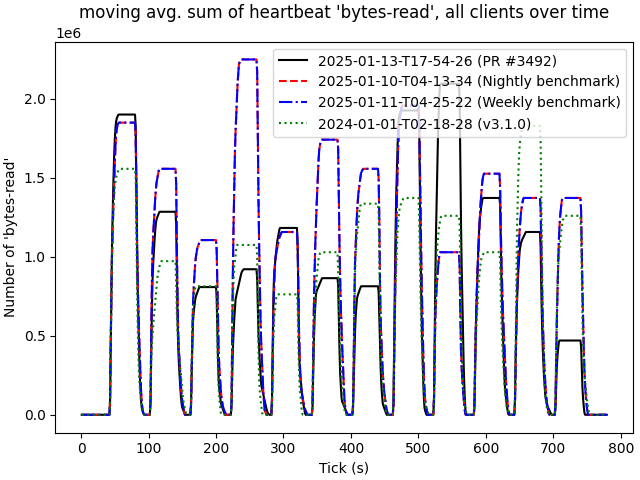 moving avg. sum of heartbeat 'bytes-read', all clients over time
1e6
2025-01-13-T17-54-26 (PR #3492)
2025-01-10-T04-13-34 (Nightly benchmark)
2025-01-11-T04-25-22 (Weekly benchmark)
2024-01-01-T02-18-28 (v3.1.0)
Number of 'bytes-read'
2.0
1.5
1.0
0.5
0.0
0 100 200 300 400 500 600 700 800
Tick (s)